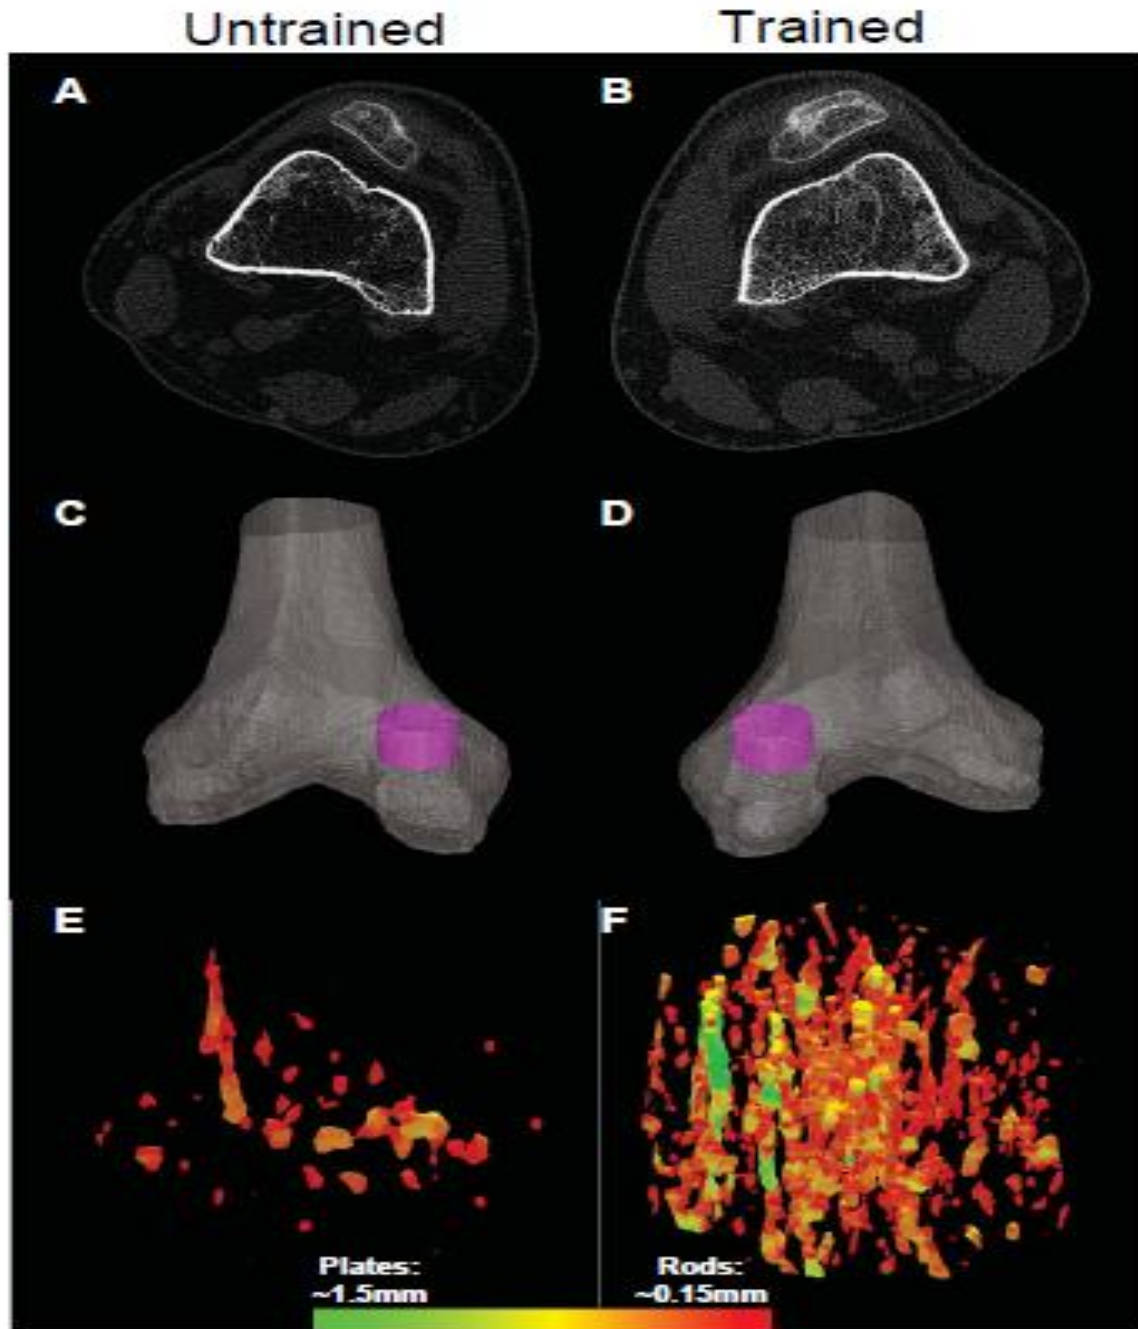 Untrained Trained
A B
C D
E F
Plates: Rods:
~1.5mm ~0.15mm